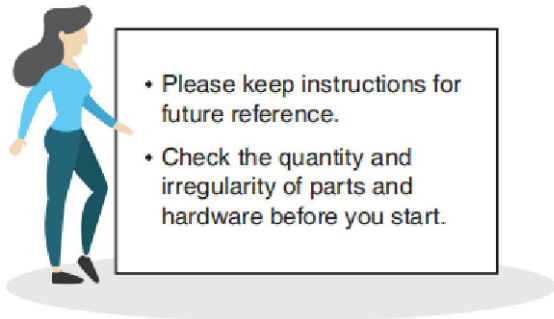 • Please keep instructions for
future reference.
• Check the quantity and
irregularity of parts and
hardware before you start.